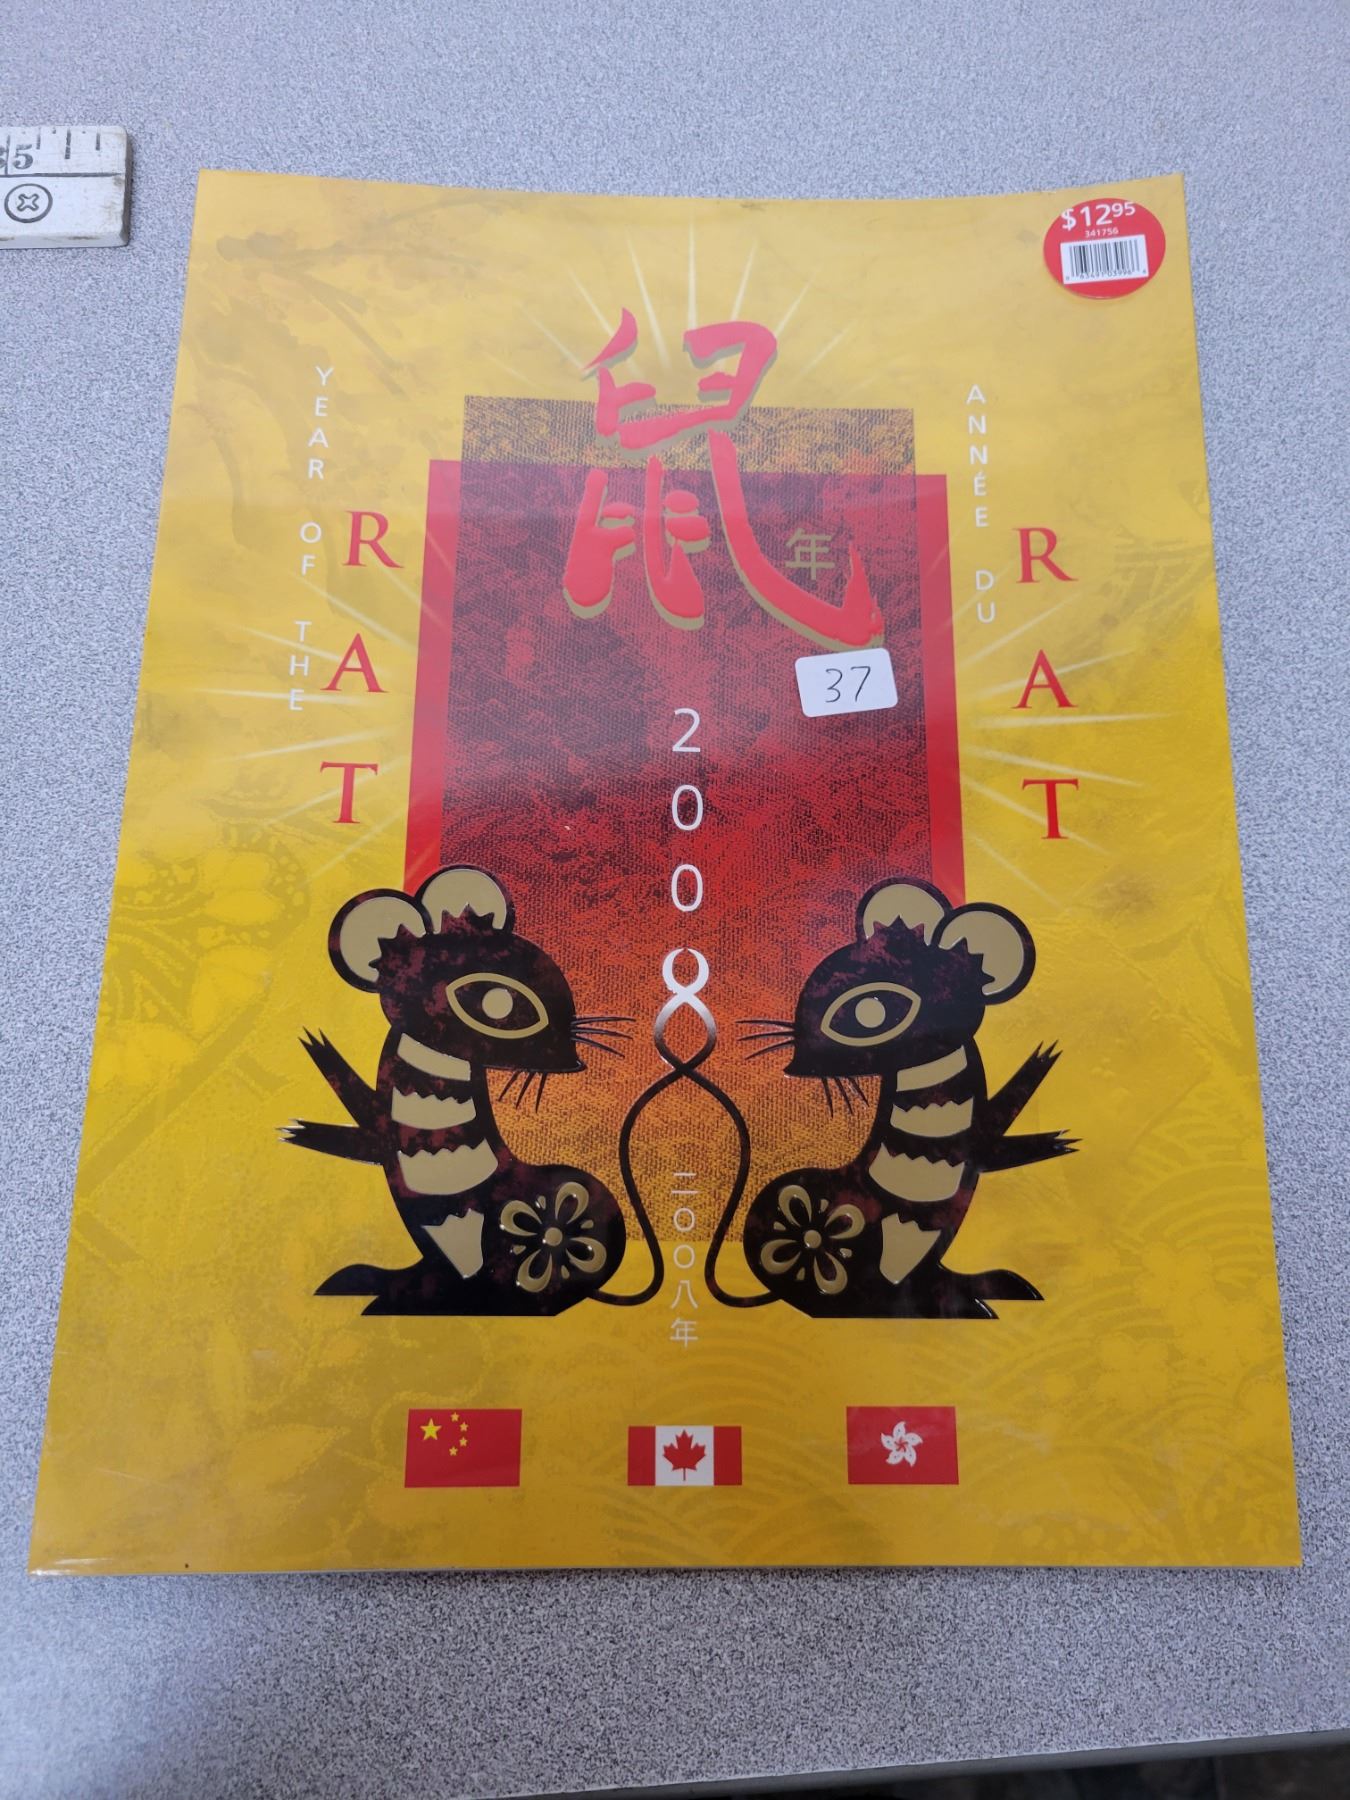 5
$12.95
341756
鼠
年
YEAR OF THE
RAT
ANNÉE DU
RAT
37
2008
二〇〇八年